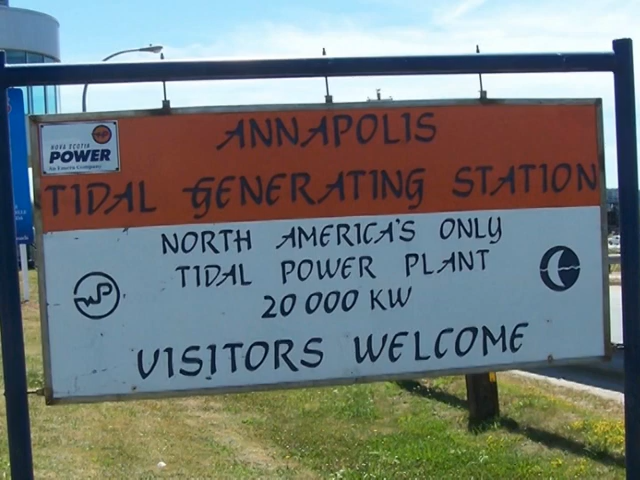 NOVA SCOTIA
POWER
An Emera Company
ANNAPOLIS
TIDAL GENERATING STATION
NORTH AMERICA'S ONLY
TIDAL POWER PLANT
20 000 KW
VISITORS WELCOME